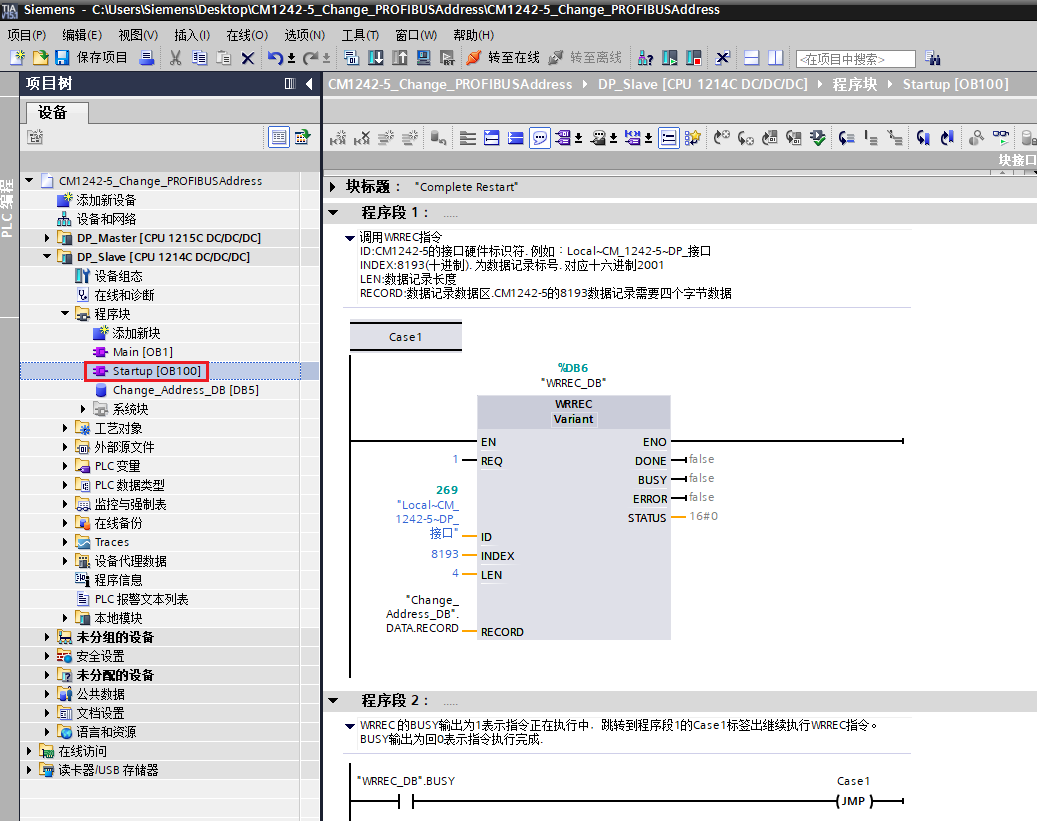 Siemens - C:\Users\Siemens\Desktop\CM1242-5_Change_PROFIBUSAddress\CM1242-5_Change_PROFIBUSAddress
项目(P) 编辑(E) 视图(V) 插入(I) 在线(O) 选项(N) 工具(T) 窗口(W) 帮助(H)
保存项目 转至在线 转至离线 <在项目中搜索>
项目树
CM1242-5_Change_PROFIBUSAddress DP_Slave [CPU 1214C DC/DC/DC] 程序块 Startup [OB100]
设备
块接口
PLC 编程
CM1242-5_Change_PROFIBUSAddress
添加新设备
设备和网络
DP_Master [CPU 1215C DC/DC/DC]
DP_Slave [CPU 1214C DC/DC/DC]
设备组态
在线和诊断
程序块
添加新块
Main [OB1]
Startup [OB100]
Change_Address_DB [DB5]
系统块
工艺对象
外部源文件
PLC 变量
PLC 数据类型
监控与强制表
在线备份
Traces
设备代理数据
程序信息
PLC 报警文本列表
本地模块
未分组的设备
安全设置
未分配的设备
公共数据
文档设置
语言和资源
在线访问
读卡器/USB 存储器
块标题： "Complete Restart"
程序段 1： .....
调用WRREC指令
ID:CM1242-5的接口硬件标识符. 例如：Local~CM_1242-5~DP_接口
INDEX:8193(十进制). 为数据记录标号. 对应十六进制2001
LEN:数据记录长度
RECORD:数据记录数据区.CM1242-5的8193数据记录需要四个字节数据
Case1
%DB6
"WRREC_DB"
WRREC
Variant
EN ENO
1 REQ DONE false
BUSY false
269 ERROR false
"Local~CM_
1242-5~DP_ STATUS 16#0
接口" ID
8193 INDEX
4 LEN
"Change_
Address_DB".
DATA.RECORD RECORD
程序段 2： .....
WRREC 的BUSY输出为1表示指令正在执行中．跳转到程序段1的Case1标签出继续执行WRREC指令。
BUSY输出为回0表示指令执行完成.
"WRREC_DB".BUSY Case1
JMP